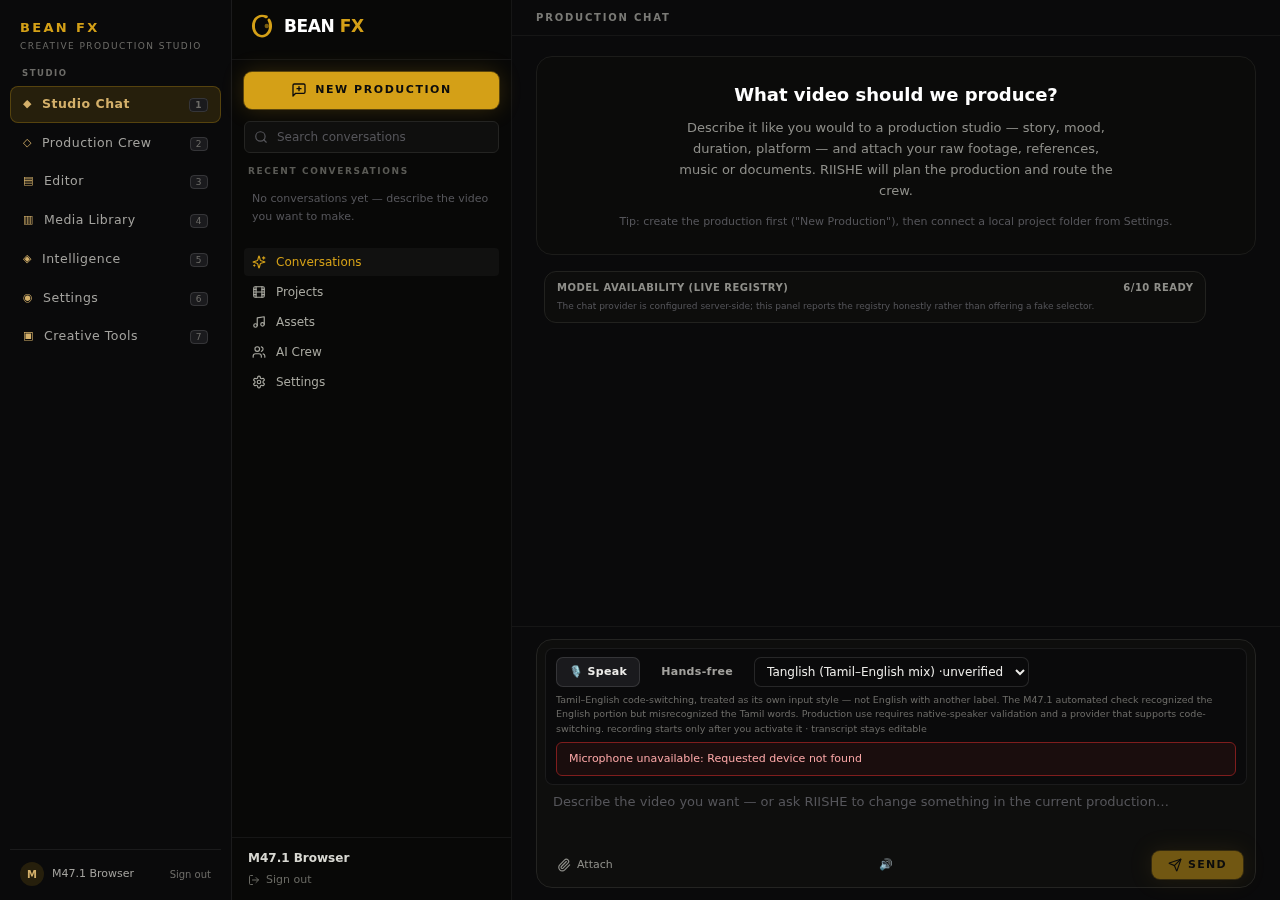 BEAN FX
CREATIVE PRODUCTION STUDIO
STUDIO
Studio Chat 1
Production Crew 2
Editor 3
Media Library 4
Intelligence 5
Settings 6
Creative Tools 7
M M47.1 Browser Sign out
BEAN FX
NEW PRODUCTION
Search conversations
RECENT CONVERSATIONS
No conversations yet — describe the video
you want to make.
Conversations
Projects
Assets
AI Crew
Settings
M47.1 Browser
Sign out
PRODUCTION CHAT
What video should we produce?
Describe it like you would to a production studio — story, mood,
duration, platform — and attach your raw footage, references,
music or documents. RIISHE will plan the production and route the
crew.
Tip: create the production first ("New Production"), then connect a local project folder from Settings.
MODEL AVAILABILITY (LIVE REGISTRY) 6/10 READY
The chat provider is configured server-side; this panel reports the registry honestly rather than offering a fake selector.
Speak Hands-free Tanglish (Tamil–English mix) ·unverified
Tamil–English code-switching, treated as its own input style — not English with another label. The M47.1 automated check recognized the
English portion but misrecognized the Tamil words. Production use requires native-speaker validation and a provider that supports code-
switching. recording starts only after you activate it · transcript stays editable
Microphone unavailable: Requested device not found
Describe the video you want — or ask RIISHE to change something in the current production…
Attach SEND